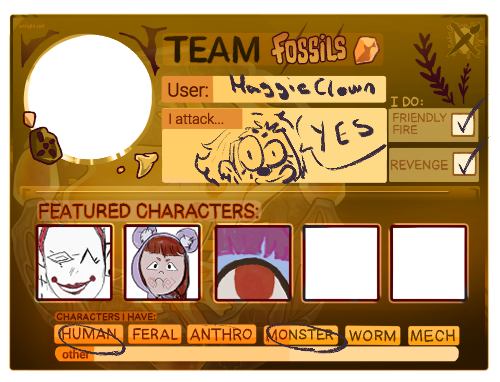 TEAM FOSSILS
User: HuggieClown
I attack...
YES
I DO:
FRIENDLY FIRE
REVENGE
FEATURED CHARACTERS:
CHARACTERS I HAVE:
HUMAN FERAL ANTHRO MONSTER WORM MECH
other